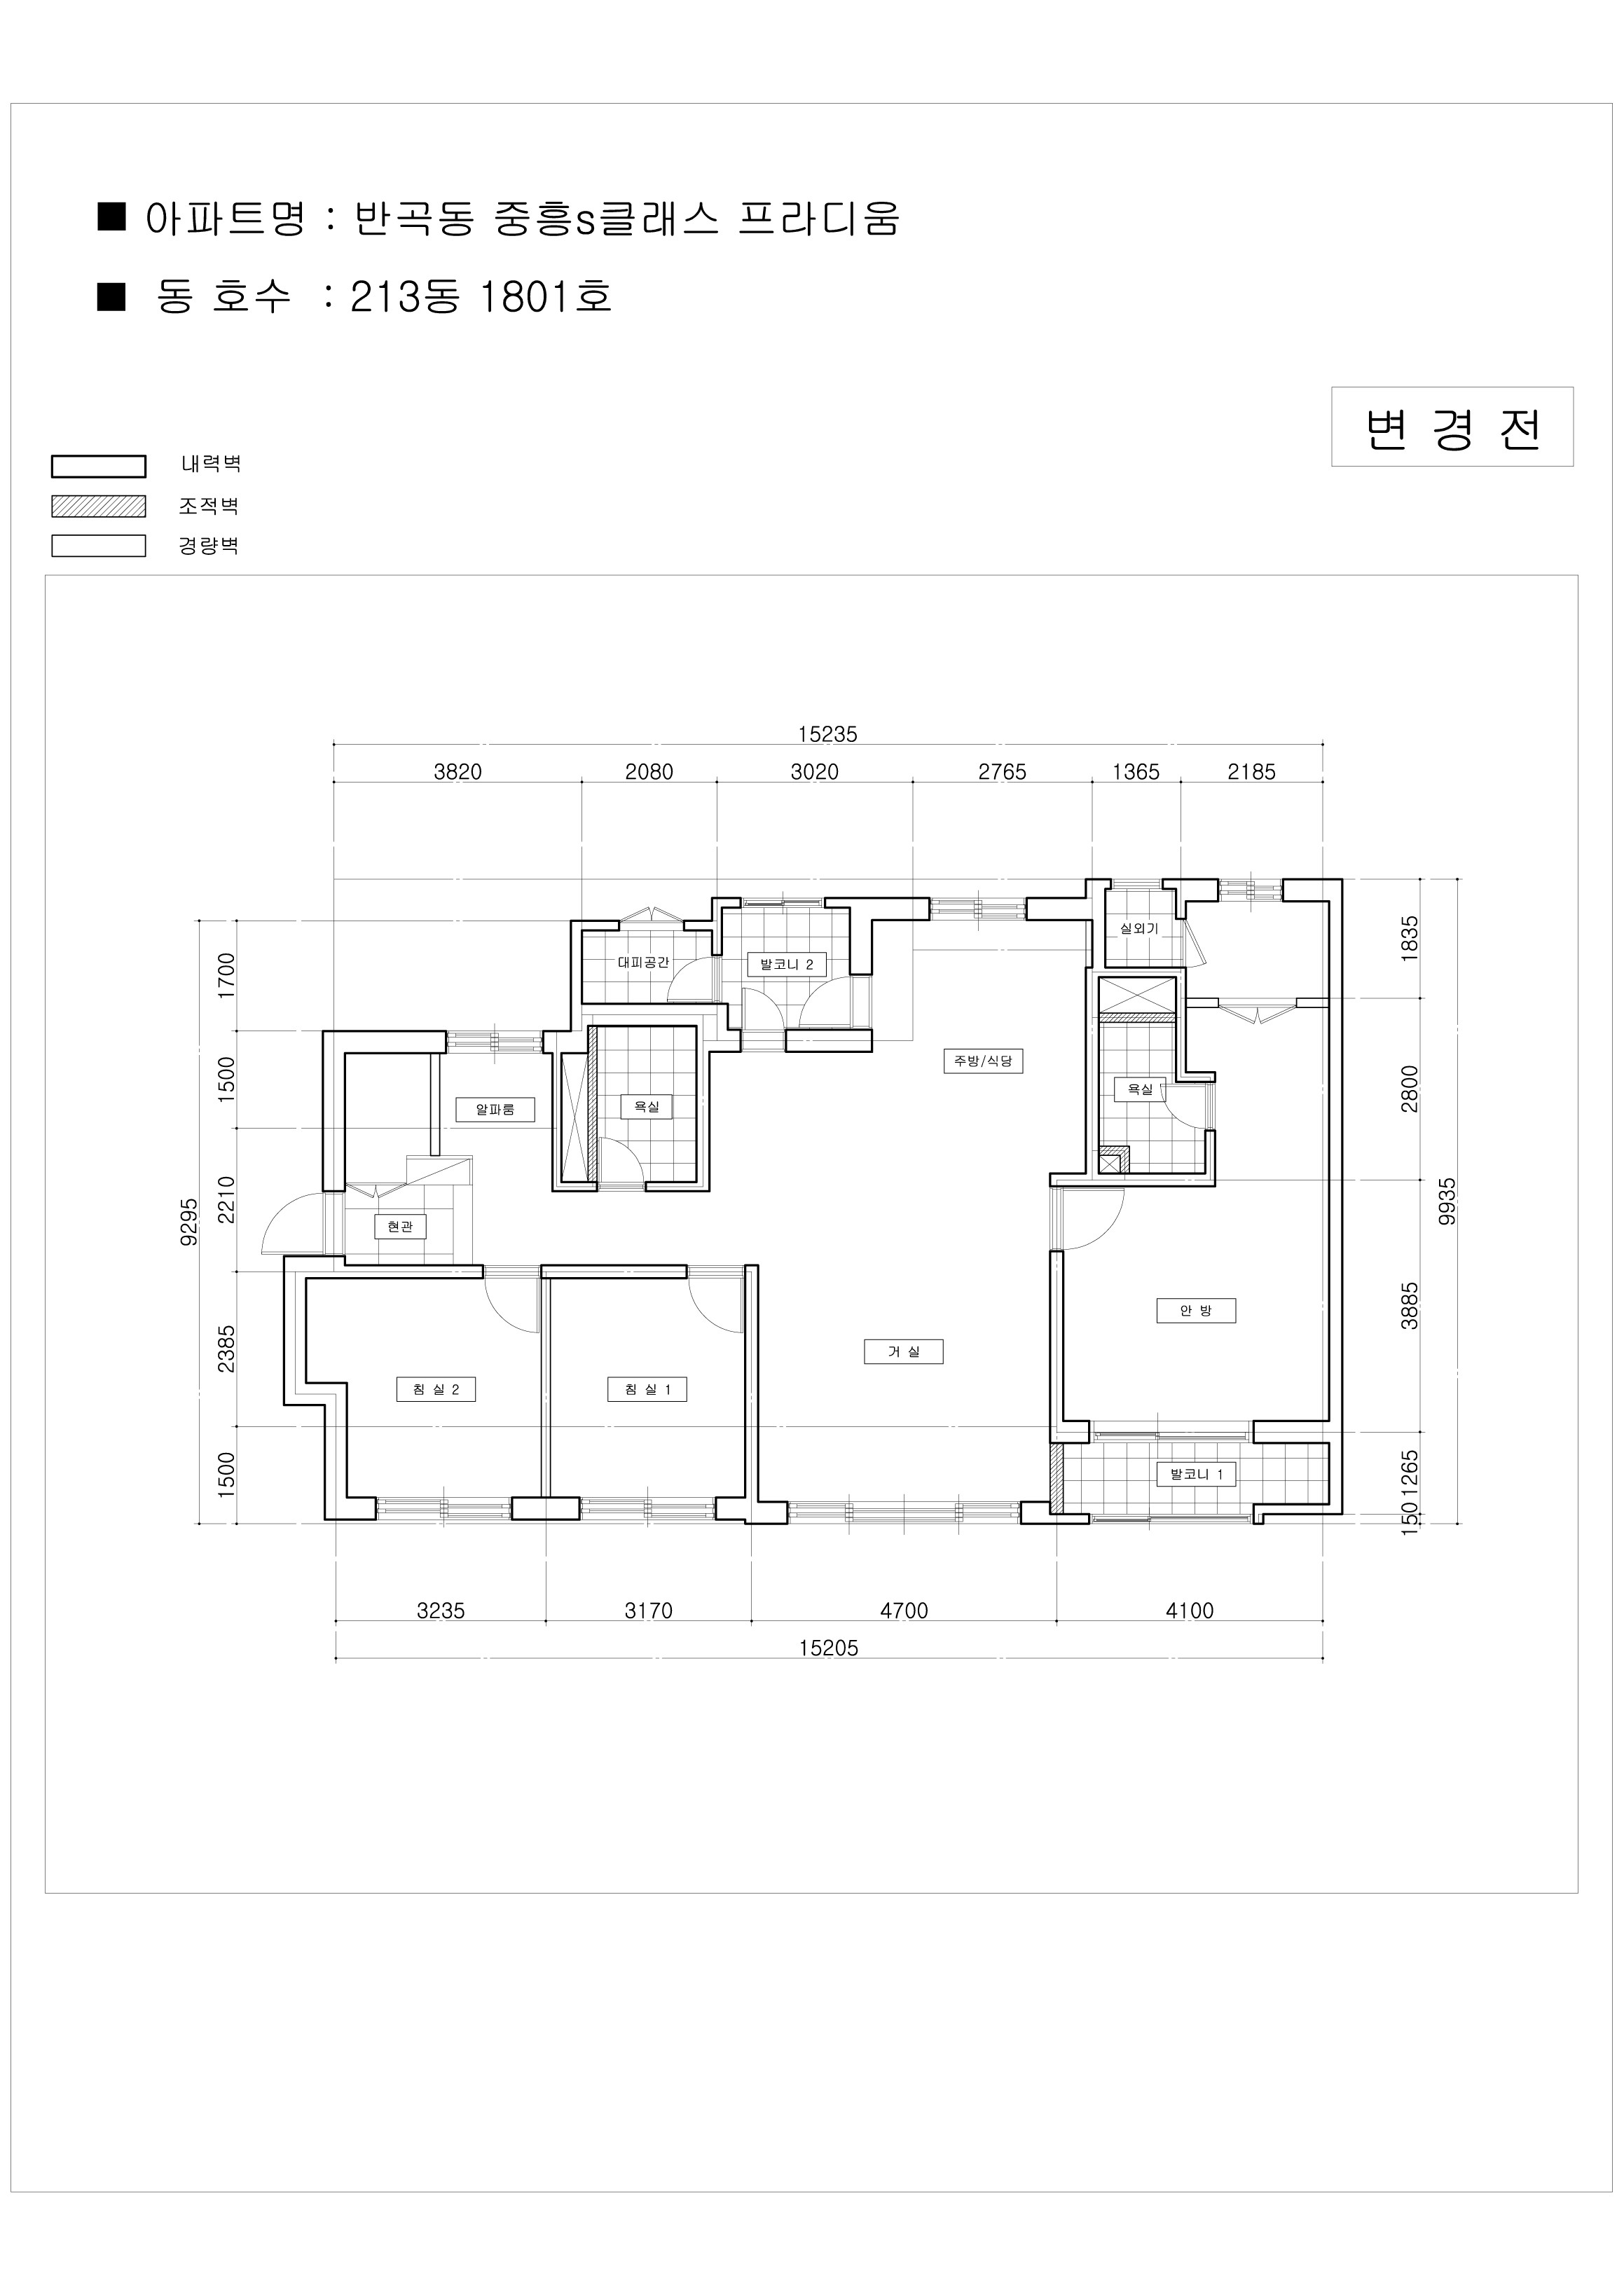 ■ 아파트명 : 반곡동 중흥s클래스 프라디움
■ 동 호수 : 213동 1801호
변 경 전
내력벽
조적벽
경량벽
15235
3820 2080 3020 2765 1365 2185
실외기
대피공간
발코니 2
주방/식당
욕실
알파룸
욕실
현관
안 방
거 실
침 실 2
침 실 1
발코니 1
1700
1500
2210
2385
1500
9295
1835
2800
3885
1265
150
9935
3235 3170 4700 4100
15205